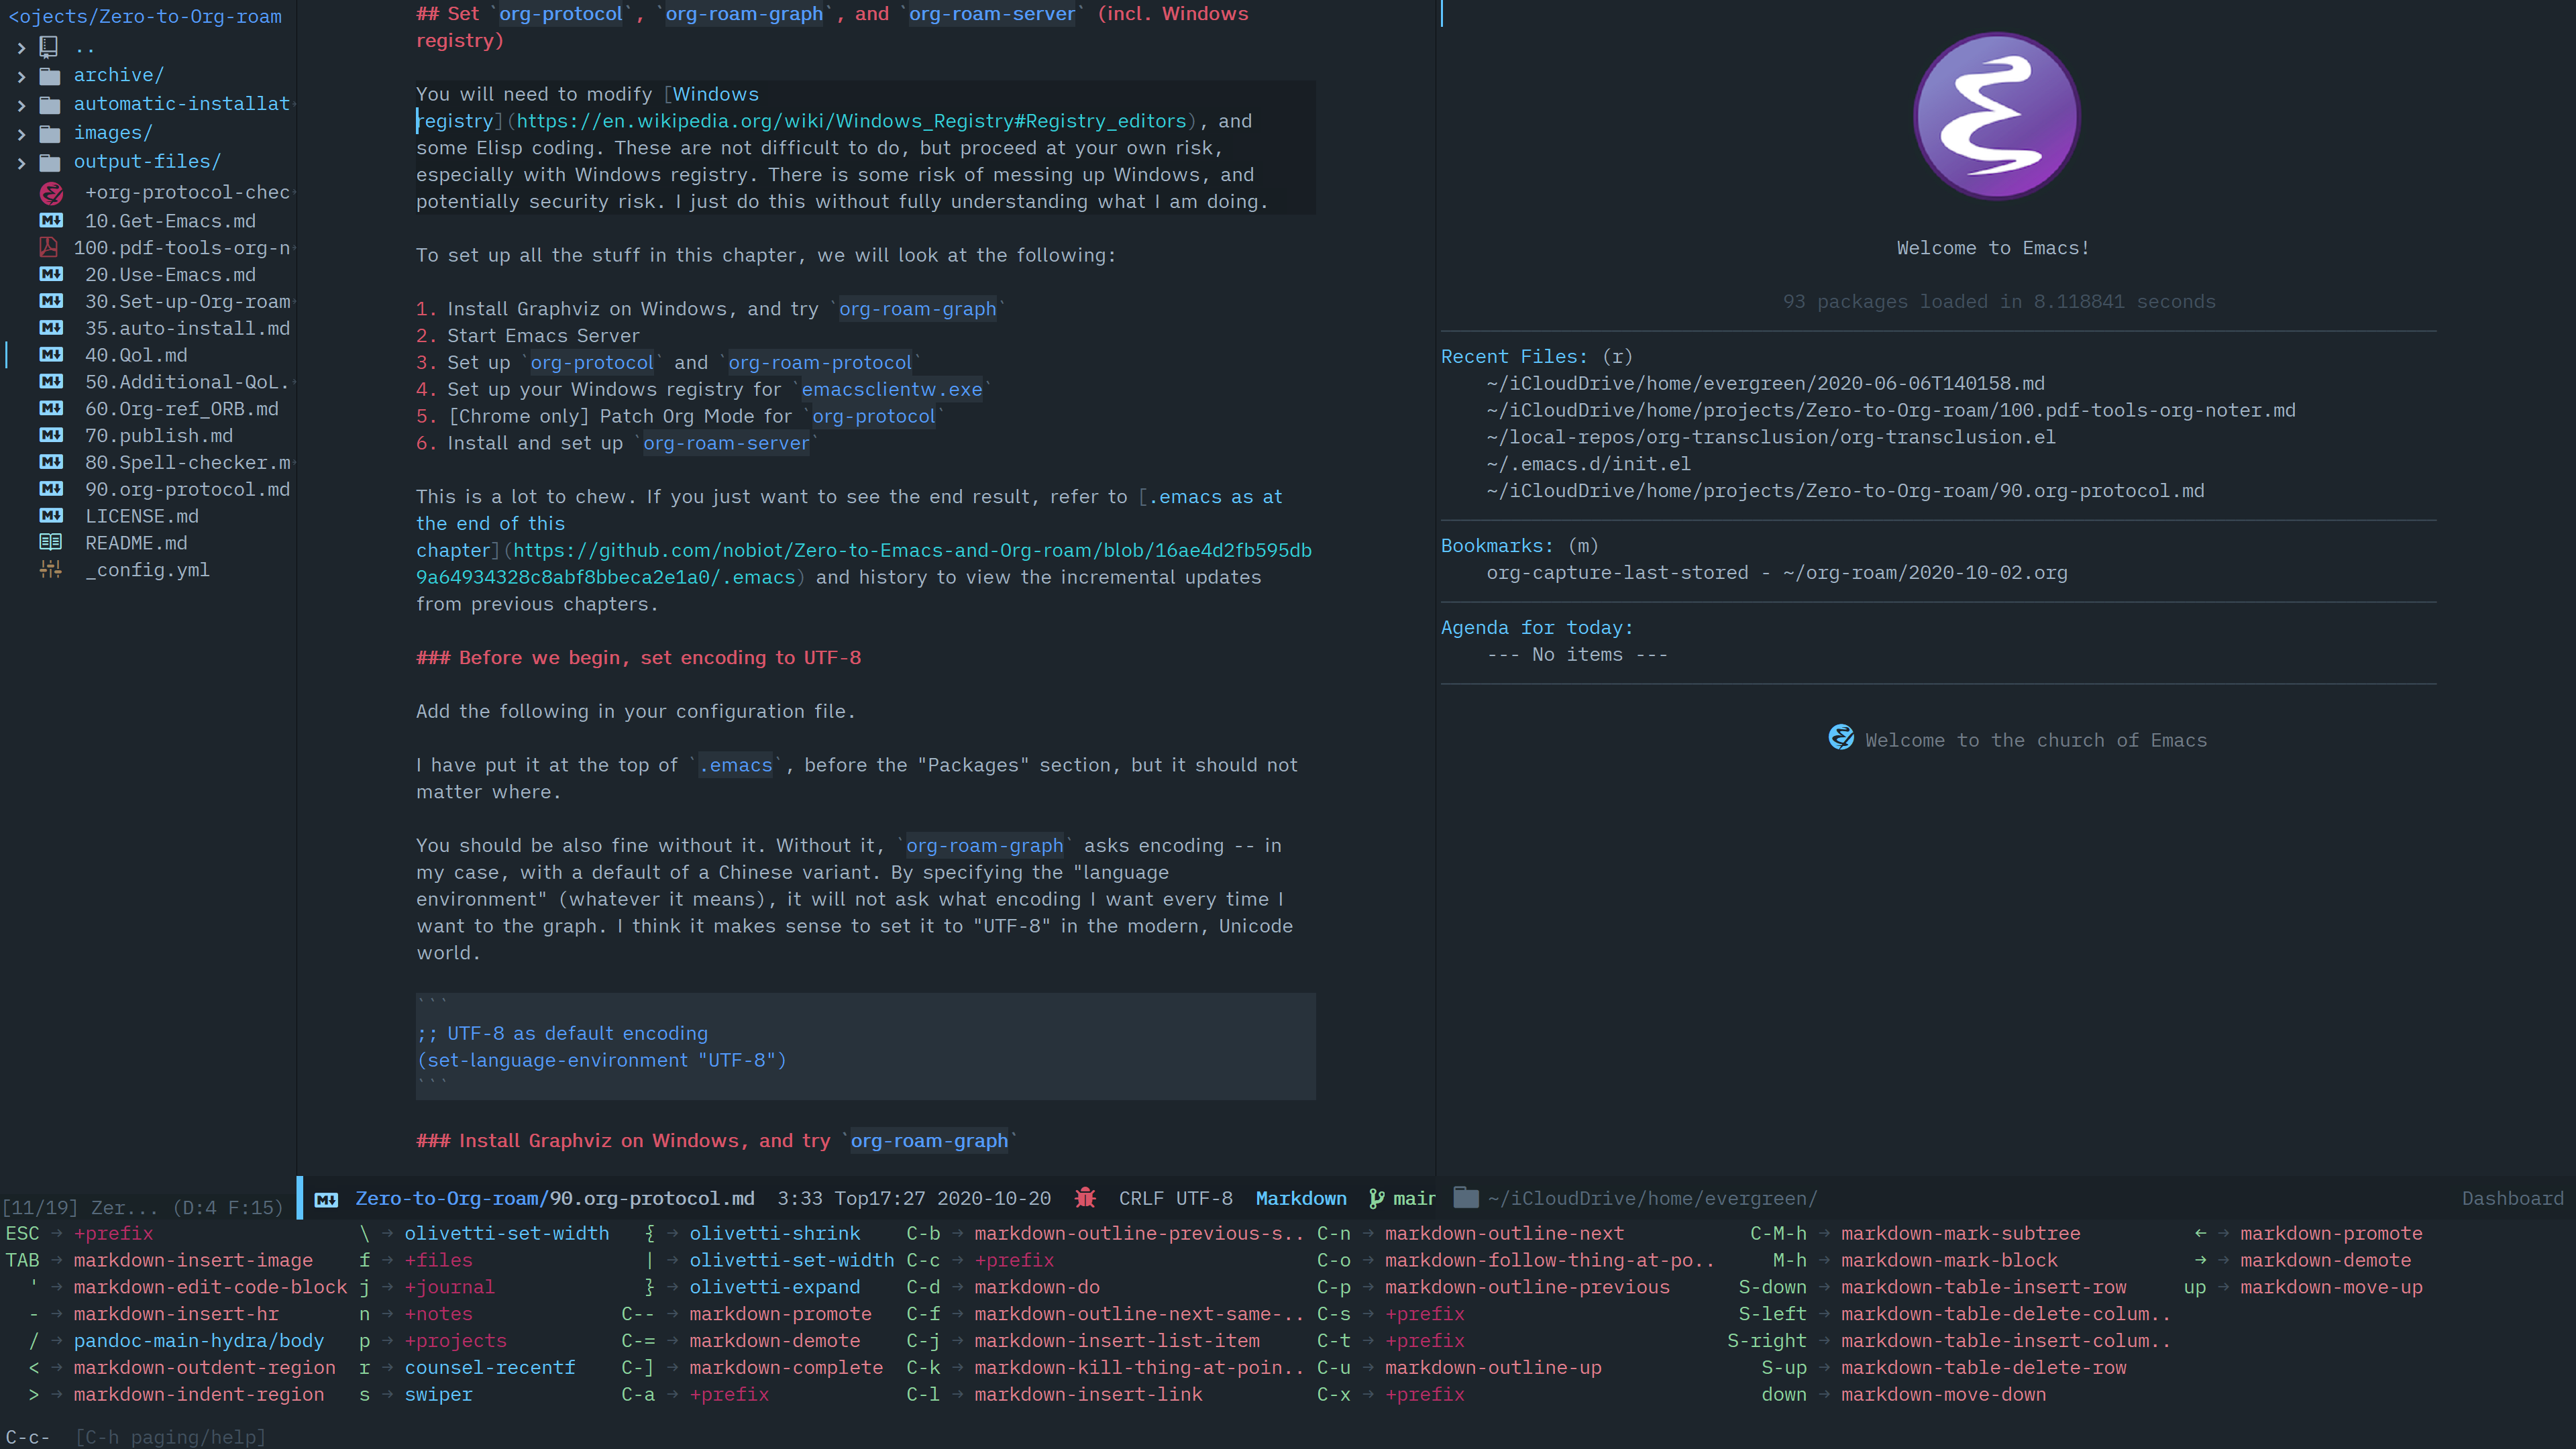 <ojects/Zero-to-Org-roam
..
archive/
automatic-installat
images/
output-files/
+org-protocol-chec
10.Get-Emacs.md
100.pdf-tools-org-n
20.Use-Emacs.md
30.Set-up-Org-roam
35.auto-install.md
40.Qol.md
50.Additional-QoL.
60.Org-ref_ORB.md
70.publish.md
80.Spell-checker.m
90.org-protocol.md
LICENSE.md
README.md
_config.yml
[11/19] Zer... (D:4 F:15)
## Set `org-protocol`, `org-roam-graph`, and `org-roam-server` (incl. Windows
registry)
You will need to modify [Windows
registry](https://en.wikipedia.org/wiki/Windows_Registry#Registry_editors), and
some Elisp coding. These are not difficult to do, but proceed at your own risk,
especially with Windows registry. There is some risk of messing up Windows, and
potentially security risk. I just do this without fully understanding what I am doing.
To set up all the stuff in this chapter, we will look at the following:
1. Install Graphviz on Windows, and try `org-roam-graph`
2. Start Emacs Server
3. Set up `org-protocol` and `org-roam-protocol`
4. Set up your Windows registry for `emacsclientw.exe`
5. [Chrome only] Patch Org Mode for `org-protocol`
6. Install and set up `org-roam-server`
This is a lot to chew. If you just want to see the end result, refer to [.emacs as at
the end of this
chapter](https://github.com/nobiot/Zero-to-Emacs-and-Org-roam/blob/16ae4d2fb595db
9a64934328c8abf8bbeca2e1a0/.emacs) and history to view the incremental updates
from previous chapters.
### Before we begin, set encoding to UTF-8
Add the following in your configuration file.
I have put it at the top of `.emacs`, before the "Packages" section, but it should not
matter where.
You should be also fine without it. Without it, `org-roam-graph` asks encoding -- in
my case, with a default of a Chinese variant. By specifying the "language
environment" (whatever it means), it will not ask what encoding I want every time I
want to the graph. I think it makes sense to set it to "UTF-8" in the modern, Unicode
world.
```
;; UTF-8 as default encoding
(set-language-environment "UTF-8")
```
### Install Graphviz on Windows, and try `org-roam-graph`
Zero-to-Org-roam/90.org-protocol.md 3:33 Top17:27 2020-10-20 CRLF UTF-8 Markdown mair
Welcome to Emacs!
93 packages loaded in 8.118841 seconds
Recent Files: (r)
~/iCloudDrive/home/evergreen/2020-06-06T140158.md
~/iCloudDrive/home/projects/Zero-to-Org-roam/100.pdf-tools-org-noter.md
~/local-repos/org-transclusion/org-transclusion.el
~/.emacs.d/init.el
~/iCloudDrive/home/projects/Zero-to-Org-roam/90.org-protocol.md
Bookmarks: (m)
org-capture-last-stored - ~/org-roam/2020-10-02.org
Agenda for today:
--- No items ---
Welcome to the church of Emacs
~/iCloudDrive/home/evergreen/ Dashboard
ESC → +prefix \ → olivetti-set-width { → olivetti-shrink C-b → markdown-outline-previous-s.. C-n → markdown-outline-next C-M-h → markdown-mark-subtree ← → markdown-promote
TAB → markdown-insert-image f → +files | → olivetti-set-width C-c → +prefix C-o → markdown-follow-thing-at-po.. M-h → markdown-mark-block → → markdown-demote
' → markdown-edit-code-block j → +journal } → olivetti-expand C-d → markdown-do C-p → markdown-outline-previous S-down → markdown-table-insert-row up → markdown-move-up
- → markdown-insert-hr n → +notes C-- → markdown-promote C-f → markdown-outline-next-same-.. C-s → +prefix S-left → markdown-table-delete-colum..
/ → pandoc-main-hydra/body p → +projects C-= → markdown-demote C-j → markdown-insert-list-item C-t → +prefix S-right → markdown-table-insert-colum..
< → markdown-outdent-region r → counsel-recentf C-] → markdown-complete C-k → markdown-kill-thing-at-poin.. C-u → markdown-outline-up S-up → markdown-table-delete-row
> → markdown-indent-region s → swiper C-a → +prefix C-l → markdown-insert-link C-x → +prefix down → markdown-move-down
C-c- [C-h paging/help]